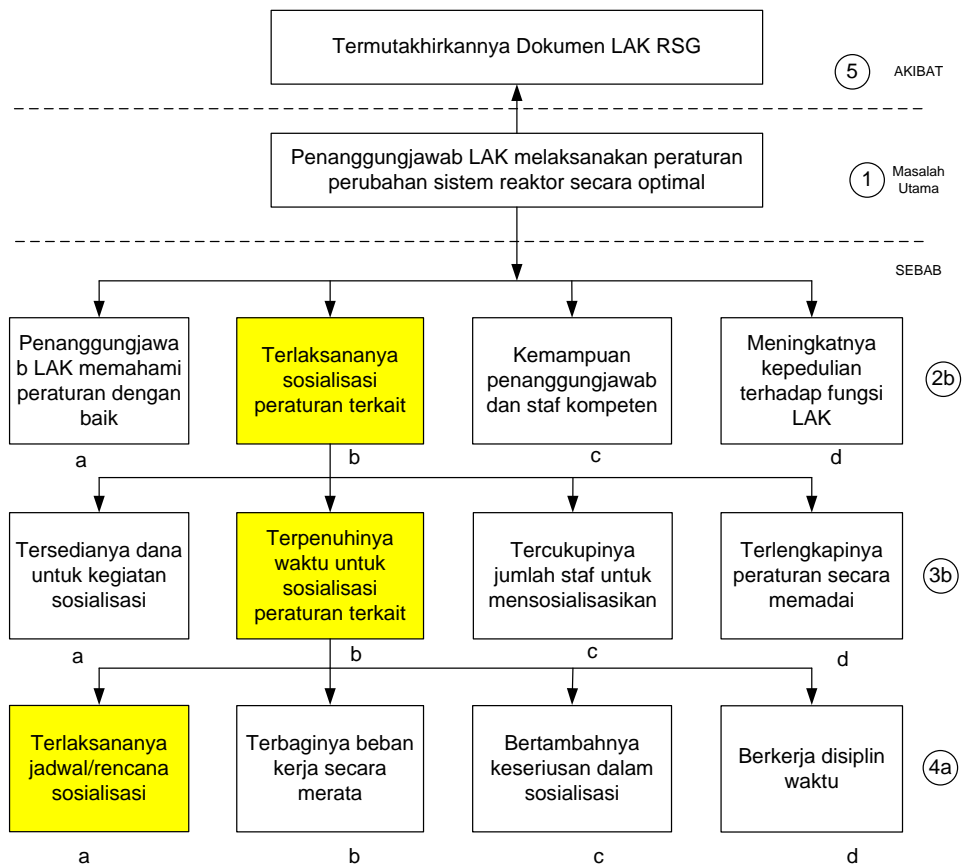 Termutakhirkannya Dokumen LAK RSG
5
AKIBAT
Penanggungjawab LAK melaksanakan peraturan
perubahan sistem reaktor secara optimal
1
Masalah
Utama
SEBAB
Penanggungjawa
b LAK memahami
peraturan dengan
baik
Terlaksananya
sosialisasi
peraturan terkait
Kemampuan
penanggungjawab
dan staf kompeten
Meningkatnya
kepedulian
terhadap fungsi
LAK
2b
a
b
c
d
Tersedianya dana
untuk kegiatan
sosialisasi
Terpenuhinya
waktu untuk
sosialisasi
peraturan terkait
Tercukupinya
jumlah staf untuk
mensosialisasikan
Terlengkapinya
peraturan secara
memadai
3b
a
b
c
d
Terlaksananya
jadwal/rencana
sosialisasi
Terbaginya beban
kerja secara
merata
Bertambahnya
keseriusan dalam
sosialisasi
Berkerja disiplin
waktu
4a
a
b
c
d